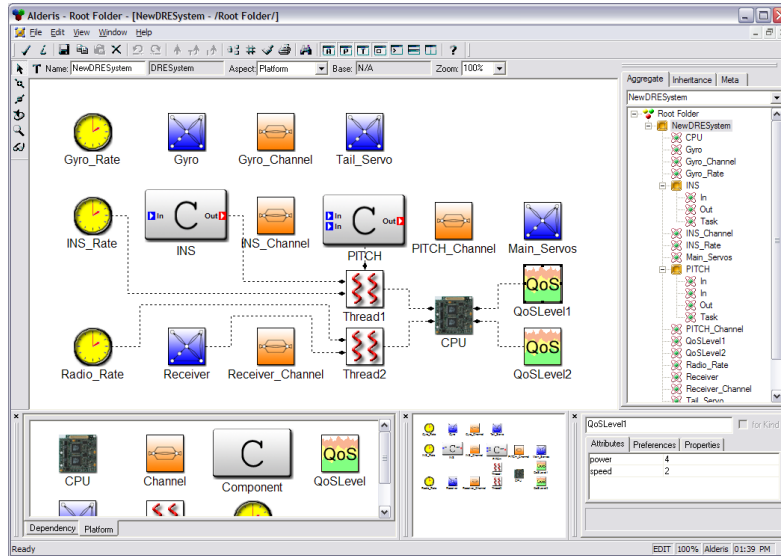 Alderis - Root Folder - [NewDRESystem - /Root Folder/]
File Edit View Window Help
Name: NewDRESystem DRESystem Aspect: Platform Base: N/A Zoom: 100%
Gyro_Rate Gyro Gyro_Channel Tail_Servo
In C Out
In In C Out
INS_Rate INS INS_Channel PITCH PITCH_Channel Main_Servos
Thread1 CPU QoS QoSLevel1
Radio_Rate Receiver Receiver_Channel Thread2 QoS QoSLevel2
Aggregate Inheritance Meta
NewDRESystem
Root Folder
NewDRESystem
CPU
Gyro
Gyro_Channel
Gyro_Rate
INS
In
Out
Task
INS_Channel
INS_Rate
Main_Servos
PITCH
In
In
Out
Task
PITCH_Channel
QoSLevel1
QoSLevel2
Radio_Rate
Receiver
Receiver_Channel
Tail_Servo
C QoS
CPU Channel Component QoSLevel
Dependency Platform
QoSLevel1 for Kind
Attributes Preferences Properties
power 4
speed 2
Ready EDIT 100% Alderis 01:39 PM